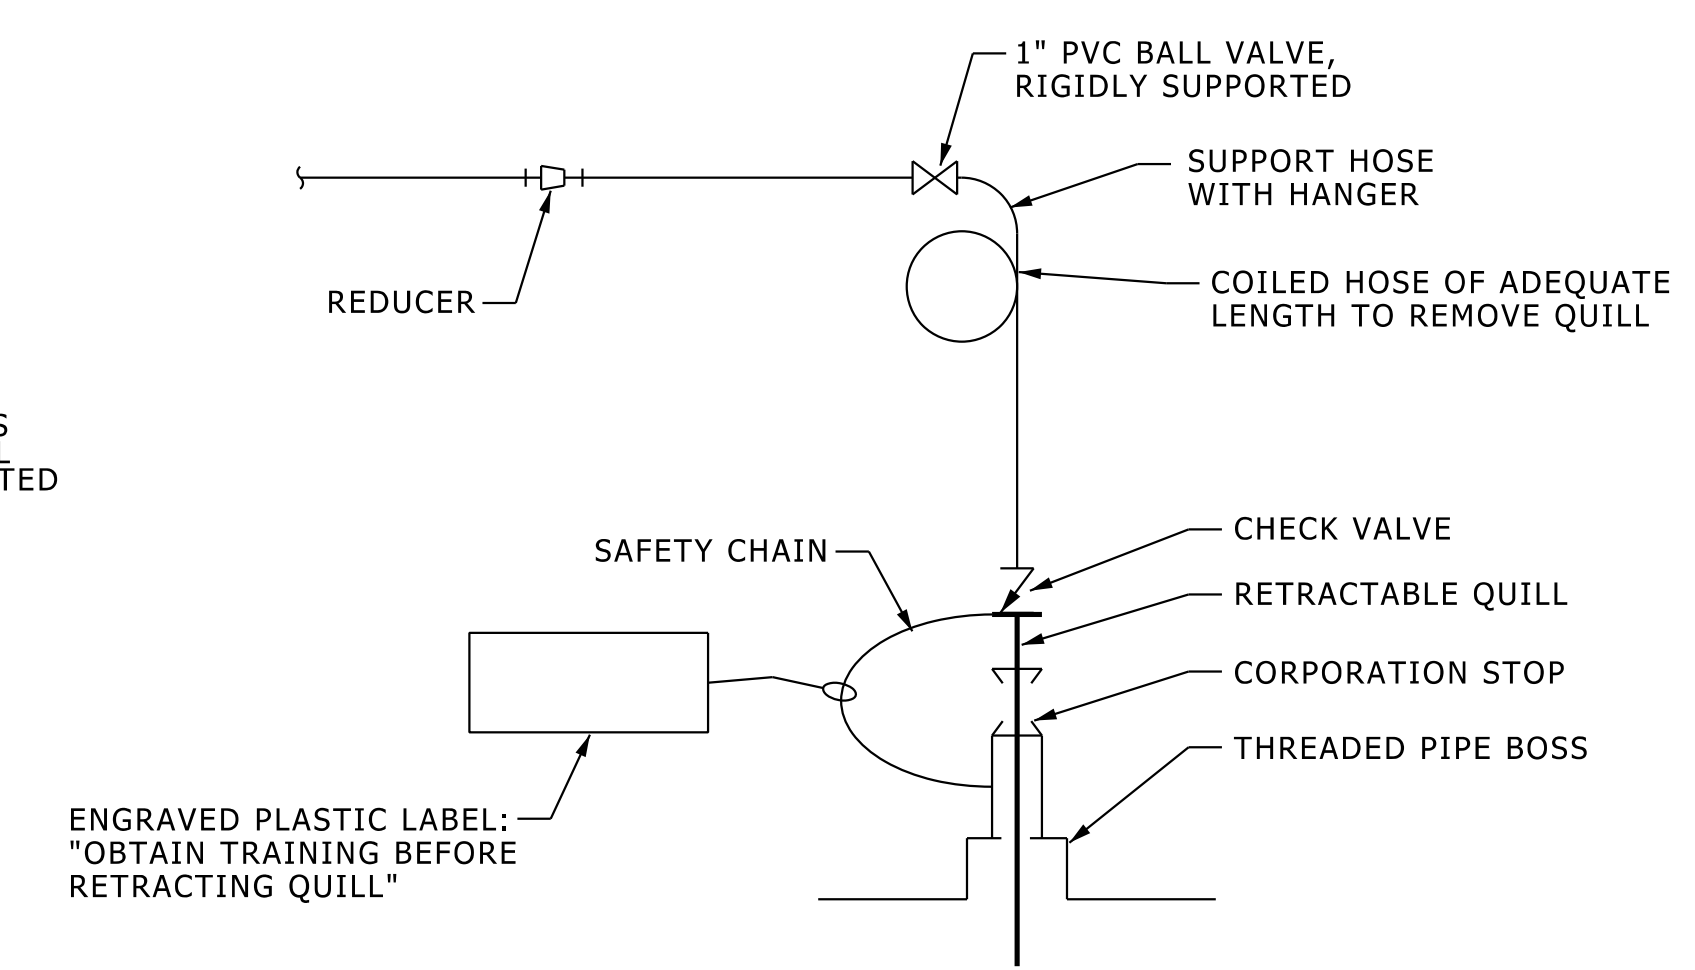 1" PVC BALL VALVE,
RIGIDLY SUPPORTED
SUPPORT HOSE
WITH HANGER
REDUCER
COILED HOSE OF ADEQUATE
LENGTH TO REMOVE QUILL
S
L
TED
SAFETY CHAIN
CHECK VALVE
RETRACTABLE QUILL
CORPORATION STOP
THREADED PIPE BOSS
ENGRAVED PLASTIC LABEL:
"OBTAIN TRAINING BEFORE
RETRACTING QUILL"